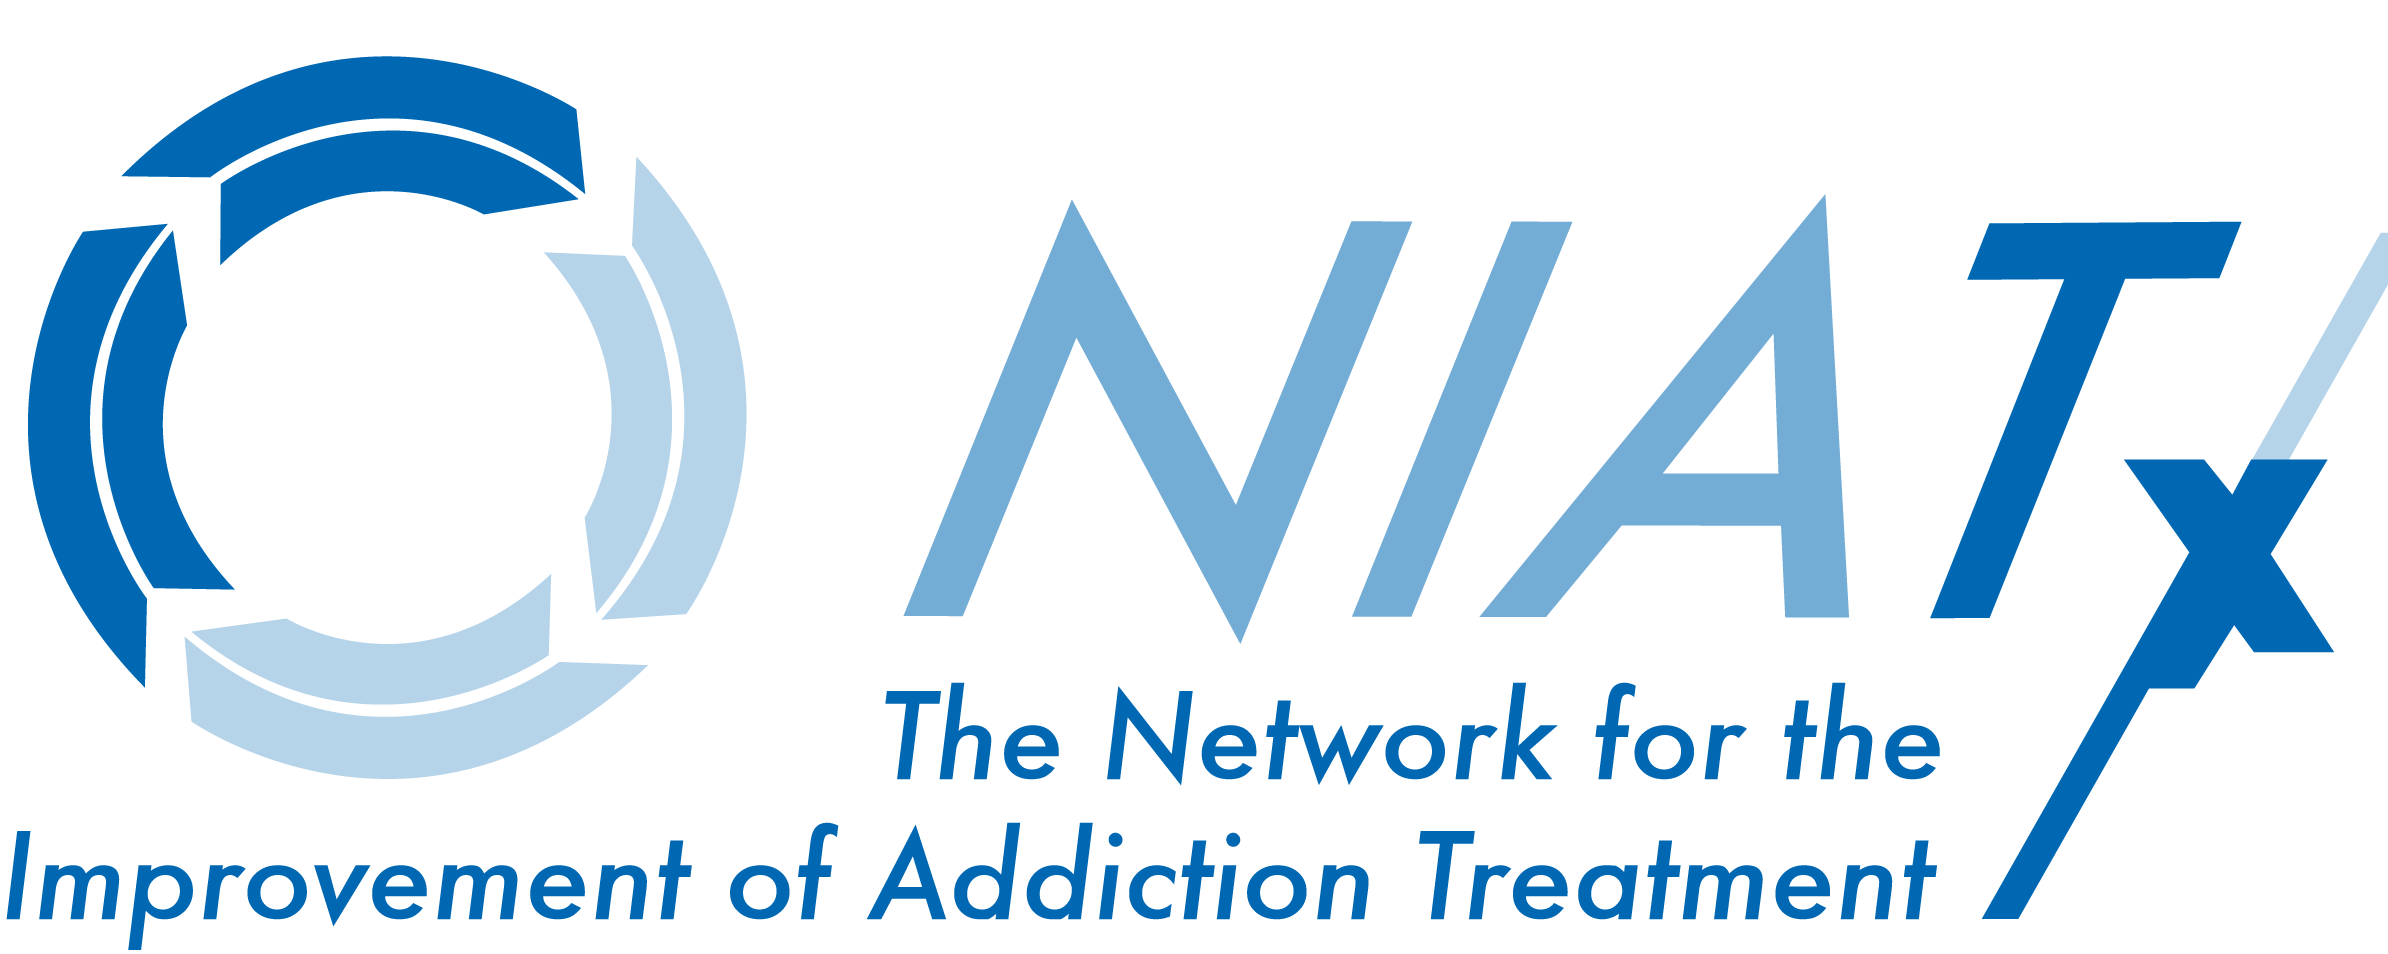 NIATx
The Network for the
Improvement of Addiction Treatment